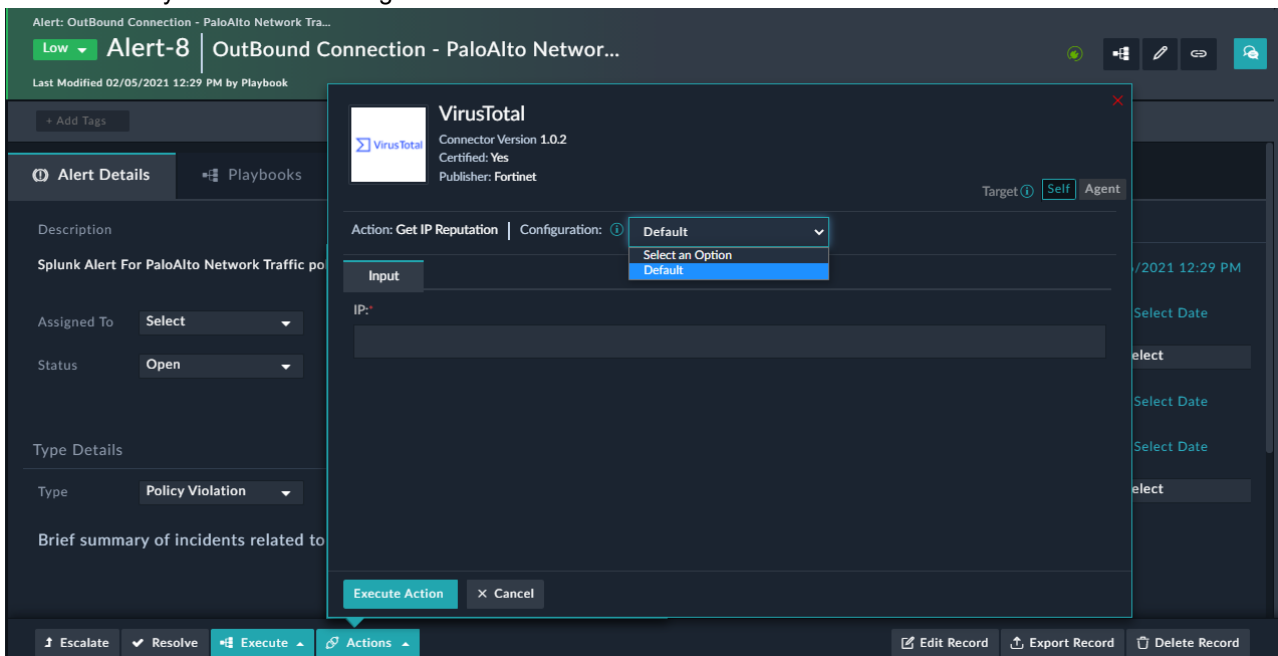 Alert: OutBound Connection - PaloAlto Network Tra...
Low Alert-8 OutBound Connection - PaloAlto Networ...
Last Modified 02/05/2021 12:29 PM by Playbook
+ Add Tags
VirusTotal
VirusTotal
Connector Version 1.0.2
Certified: Yes
Publisher: Fortinet
Target Self Agent
Alert Details Playbooks
Action: Get IP Reputation Configuration: Default
Select an Option
Default
Input
IP:*
Execute Action × Cancel
Description
Splunk Alert For PaloAlto Network Traffic po
/2021 12:29 PM
Assigned To Select
Select Date
Status Open
elect
Select Date
Type Details
Select Date
Type Policy Violation
elect
Brief summary of incidents related to
Escalate Resolve Execute Actions Edit Record Export Record Delete Record